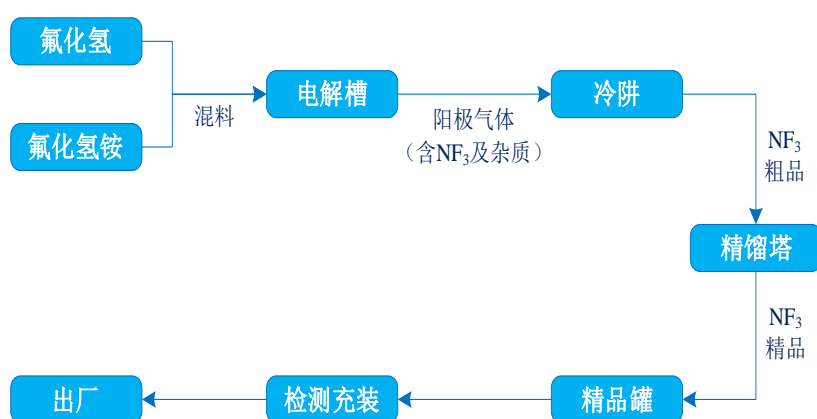 氟化氢
氟化氢铵
混料
电解槽
阳极气体
（含NF₃及杂质）
冷阱
NF₃
粗品
精馏塔
NF₃
精品
精品罐
检测充装
出厂